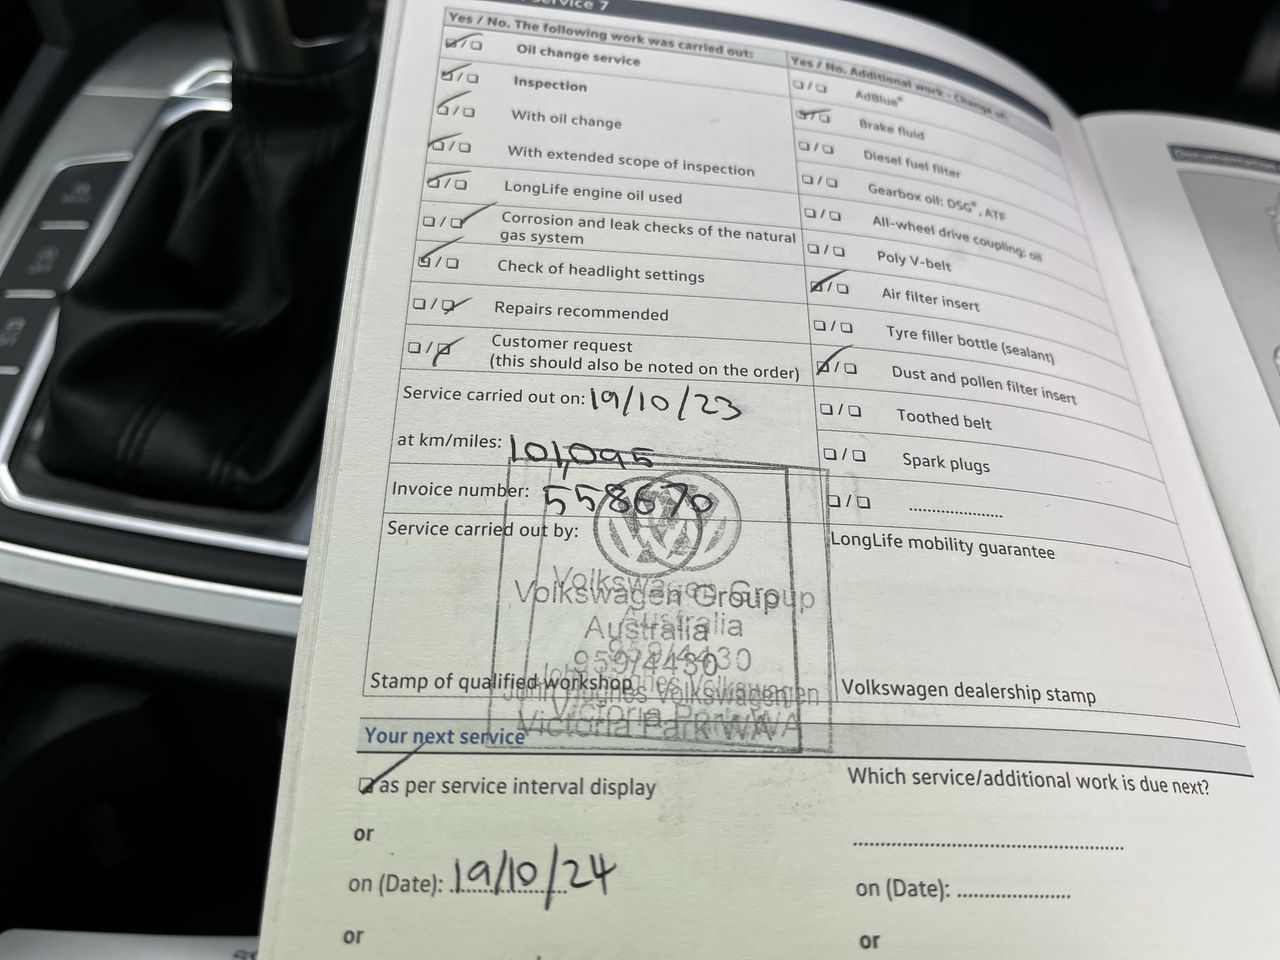 Service 7
Yes / No. The following work was carried out:
Oil change service
Inspection
With oil change
With extended scope of inspection
LongLife engine oil used
Corrosion and leak checks of the natural
gas system
Check of headlight settings
Repairs recommended
Customer request
(this should also be noted on the order)
Service carried out on: 19/10/23
at km/miles: 101,095
Invoice number: 558670
Service carried out by:
Volkswagen Group
Australia
Stamp of qualified workshop
Victoria Park WA
Yes / No. Additional work - Change of:
AdBlue®
Brake fluid
Diesel fuel filter
Gearbox oil: DSG®, ATF
All-wheel drive coupling: oil
Poly V-belt
Air filter insert
Tyre filler bottle (sealant)
Dust and pollen filter insert
Toothed belt
Spark plugs
....................
LongLife mobility guarantee
Volkswagen dealership stamp
Your next service
as per service interval display
or
on (Date): 19/10/24
or
Which service/additional work is due next?
..........................................................
on (Date): ........................
or
Documentation